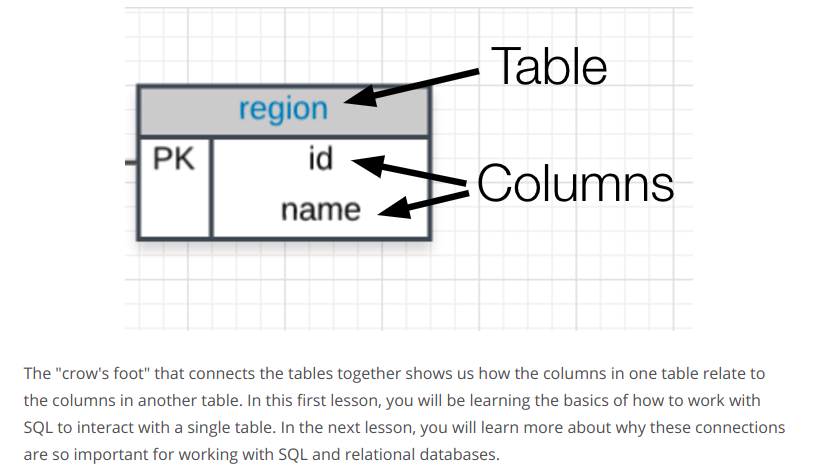 Table
region
PK id
Columns
name
The "crow's foot" that connects the tables together shows us how the columns in one table relate to
the columns in another table. In this first lesson, you will be learning the basics of how to work with
SQL to interact with a single table. In the next lesson, you will learn more about why these connections
are so important for working with SQL and relational databases.